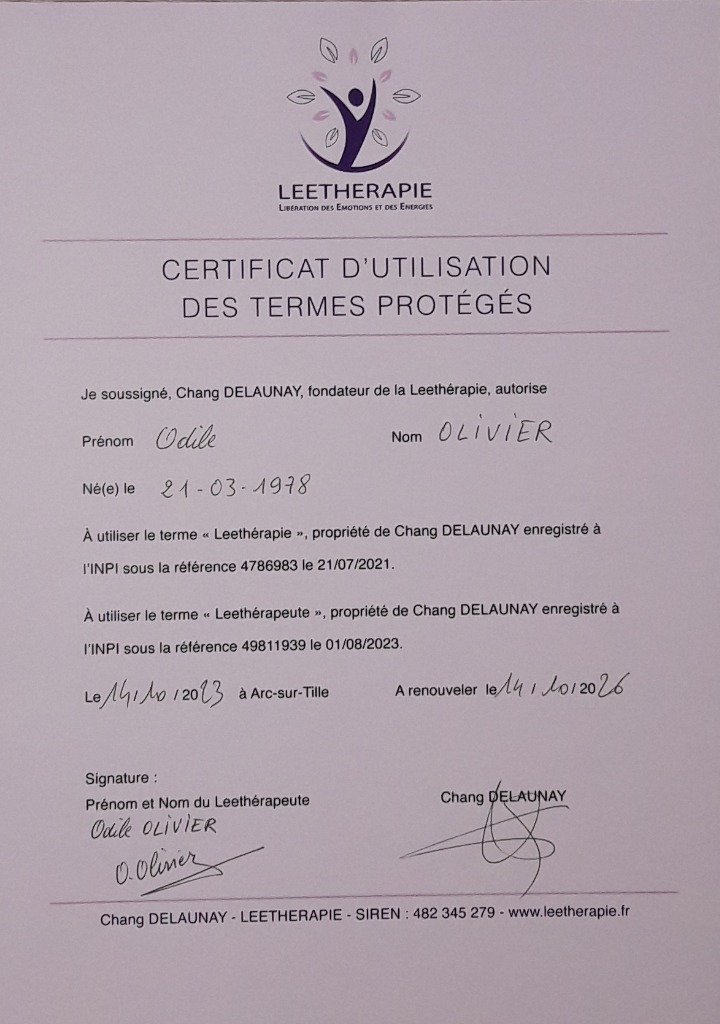 LEETHERAPIE
LIBÉRATION DES EMOTIONS ET DES ENERGIES
CERTIFICAT D'UTILISATION
DES TERMES PROTÉGÉS
Je soussigné, Chang DELAUNAY, fondateur de la Leethérapie, autorise
Prénom Odile Nom OLIVIER
Né(e) le 21-03-1978
À utiliser le terme « Leethérapie », propriété de Chang DELAUNAY enregistré à
l'INPI sous la référence 4786983 le 21/07/2021.
À utiliser le terme « Leethérapeute », propriété de Chang DELAUNAY enregistré à
l'INPI sous la référence 49811939 le 01/08/2023.
Le 14/10/2023 à Arc-sur-Tille A renouveler le 14/10/2026
Signature :
Prénom et Nom du Leethérapeute Chang DELAUNAY
Odile OLIVIER
O. Olivier
Chang DELAUNAY - LEETHERAPIE - SIREN : 482 345 279 - www.leetherapie.fr